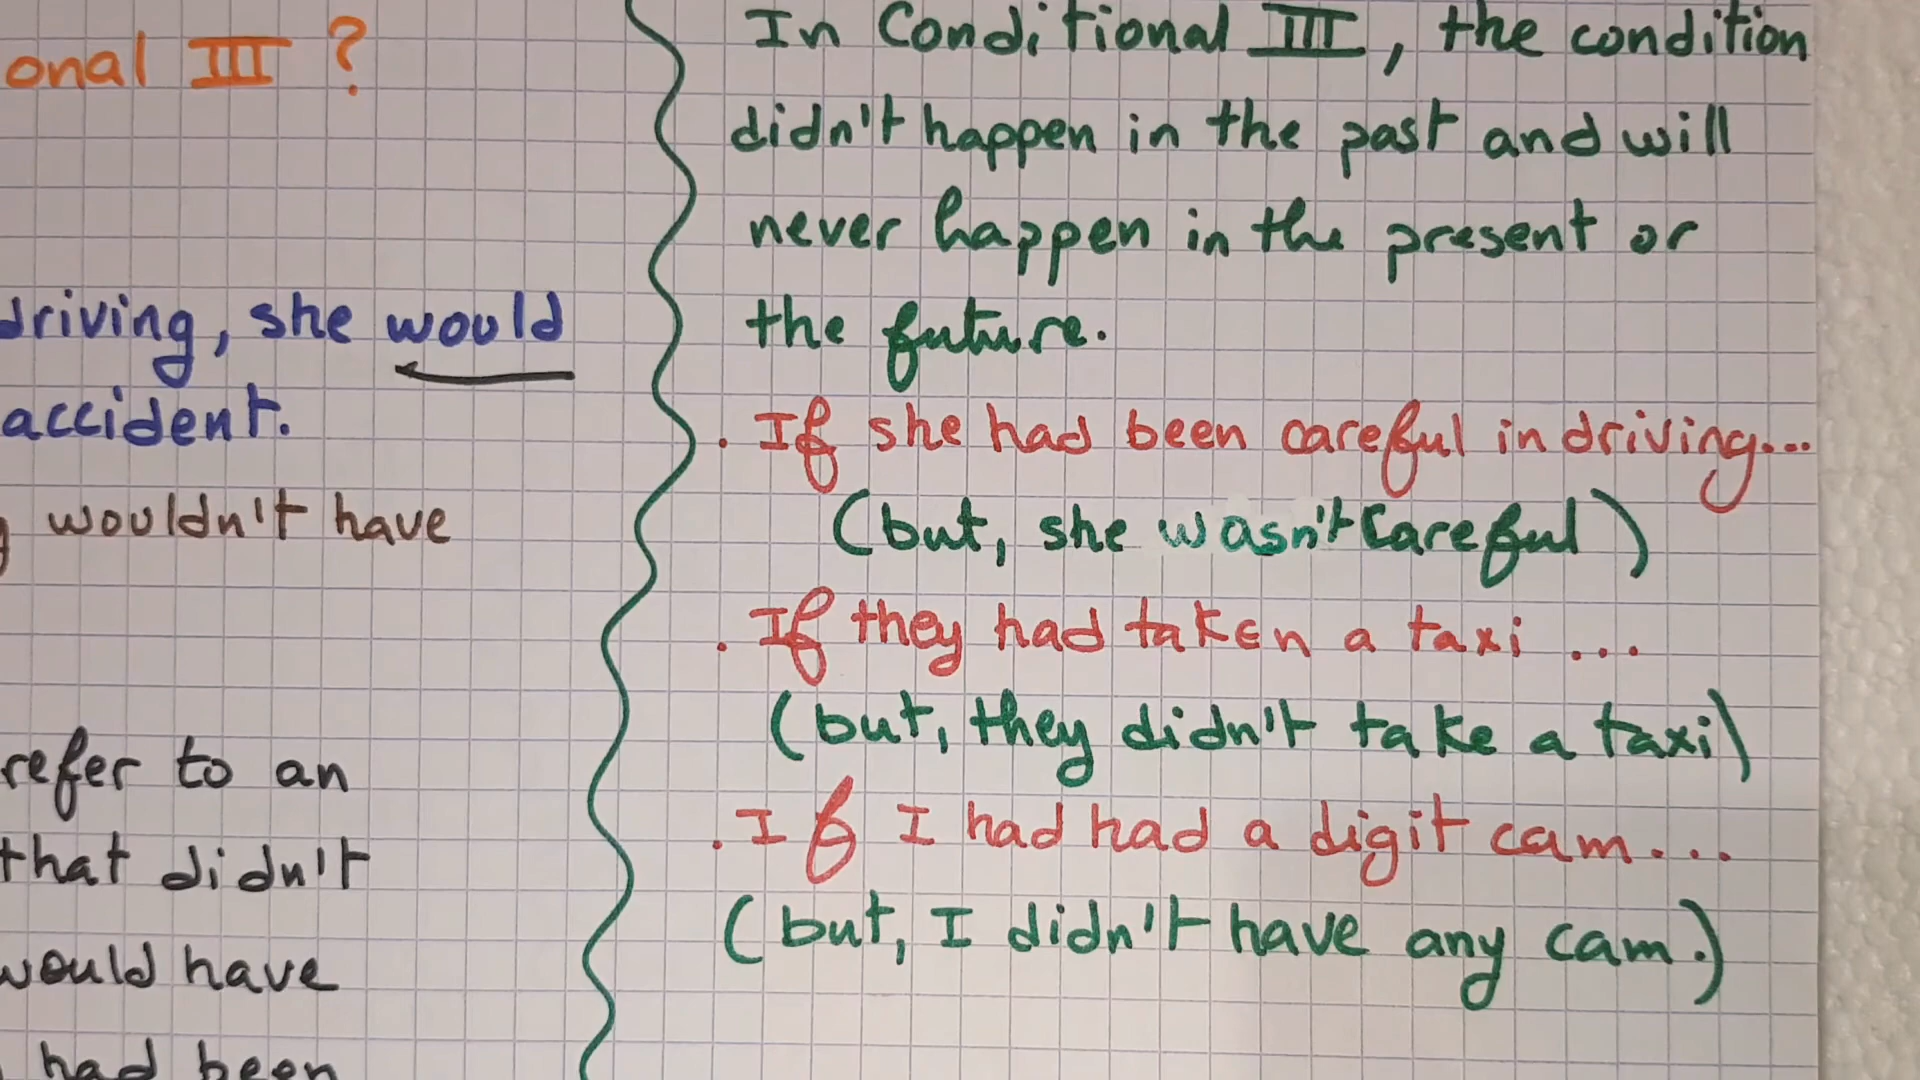 onal III ?
driving, she would
accident.
wouldn't have
refer to an
that didn't
would have
had been
In Conditional III, the condition
didn't happen in the past and will
never happen in the present or
the future.
. If she had been careful in driving...
(but, she wasn't careful)
. If they had taken a taxi ...
(but, they didn't take a taxi)
. If I had had a digit cam....
(but, I didn't have any cam.)